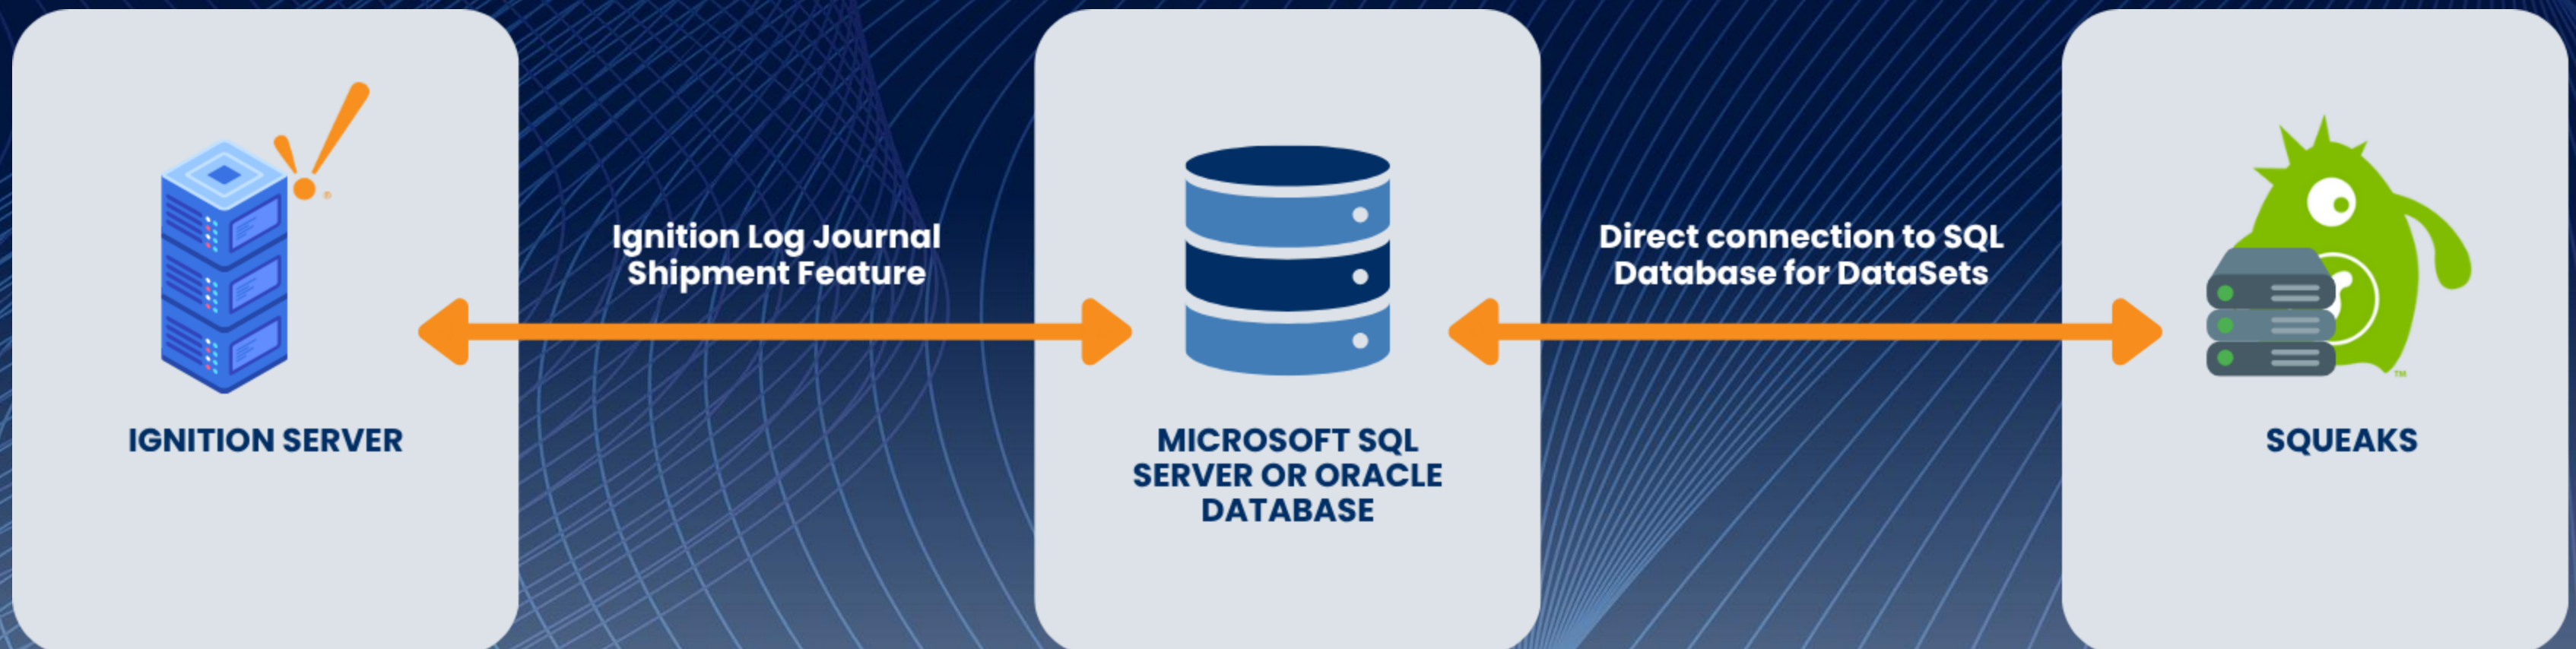 Ignition Log Journal
Shipment Feature
Direct connection to SQL
Database for DataSets
IGNITION SERVER
MICROSOFT SQL
SERVER OR ORACLE
DATABASE
SQUEAKS
TM
®